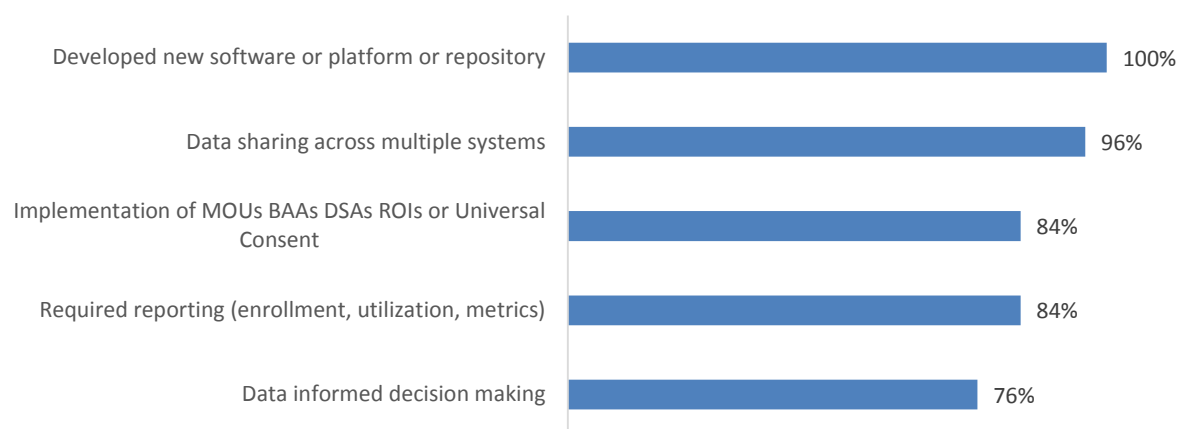 Developed new software or platform or repository
100%
Data sharing across multiple systems
96%
Implementation of MOUs BAAs DSAs ROIs or Universal
Consent
84%
Required reporting (enrollment, utilization, metrics)
84%
Data informed decision making
76%